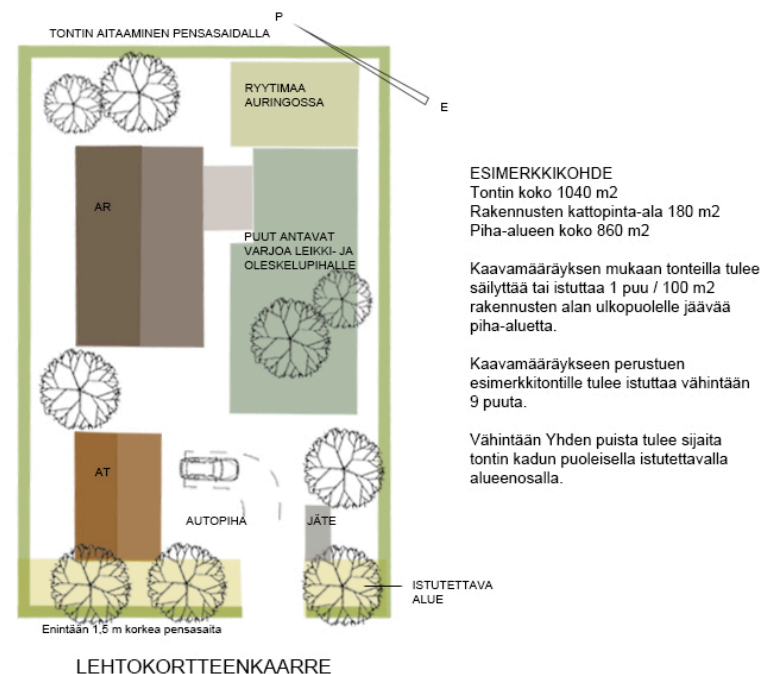 P
TONTIN AITAAMINEN PENSASAIDALLA
E
RYYTIMAA
AURINGOSSA
AR
PUUT ANTAVAT
VARJOA LEIKKI- JA
OLESKELUPIHALLE
AT
AUTOPIHA
JÄTE
ISTUTETTAVA
ALUE
Enintään 1,5 m korkea pensasaita
LEHTOKORTTEENKAARRE
ESIMERKKIKOHDE
Tontin koko 1040 m2
Rakennusten kattopinta-ala 180 m2
Piha-alueen koko 860 m2
Kaavamääräyksen mukaan tonteilla tulee
säilyttää tai istuttaa 1 puu / 100 m2
rakennusten alan ulkopuolelle jäävää
piha-aluetta.
Kaavamääräykseen perustuen
esimerkkitontille tulee istuttaa vähintään
9 puuta.
Vähintään Yhden puista tulee sijaita
tontin kadun puoleisella istutettavalla
alueenosalla.